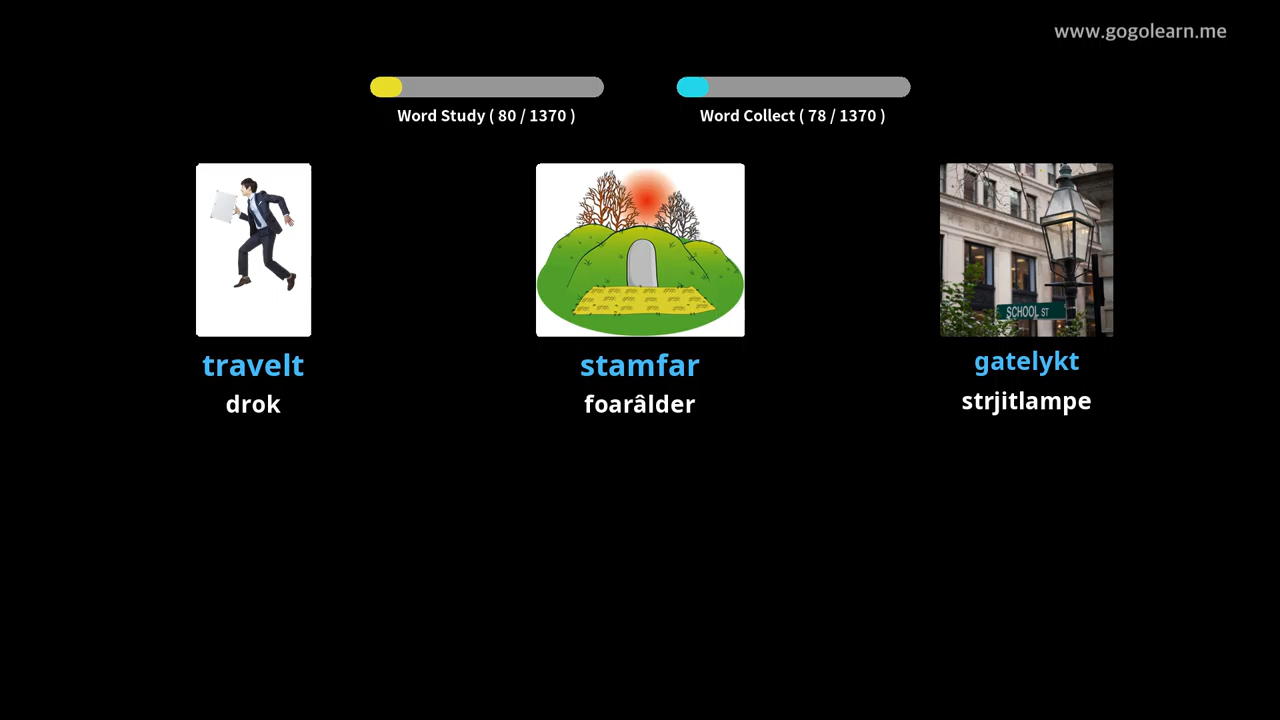 www.gogolearn.me
Word Study ( 80 / 1370 )
Word Collect ( 78 / 1370 )
SCHOOL ST
travelt
drok
stamfar
foarâlder
gatelykt
strjitlampe